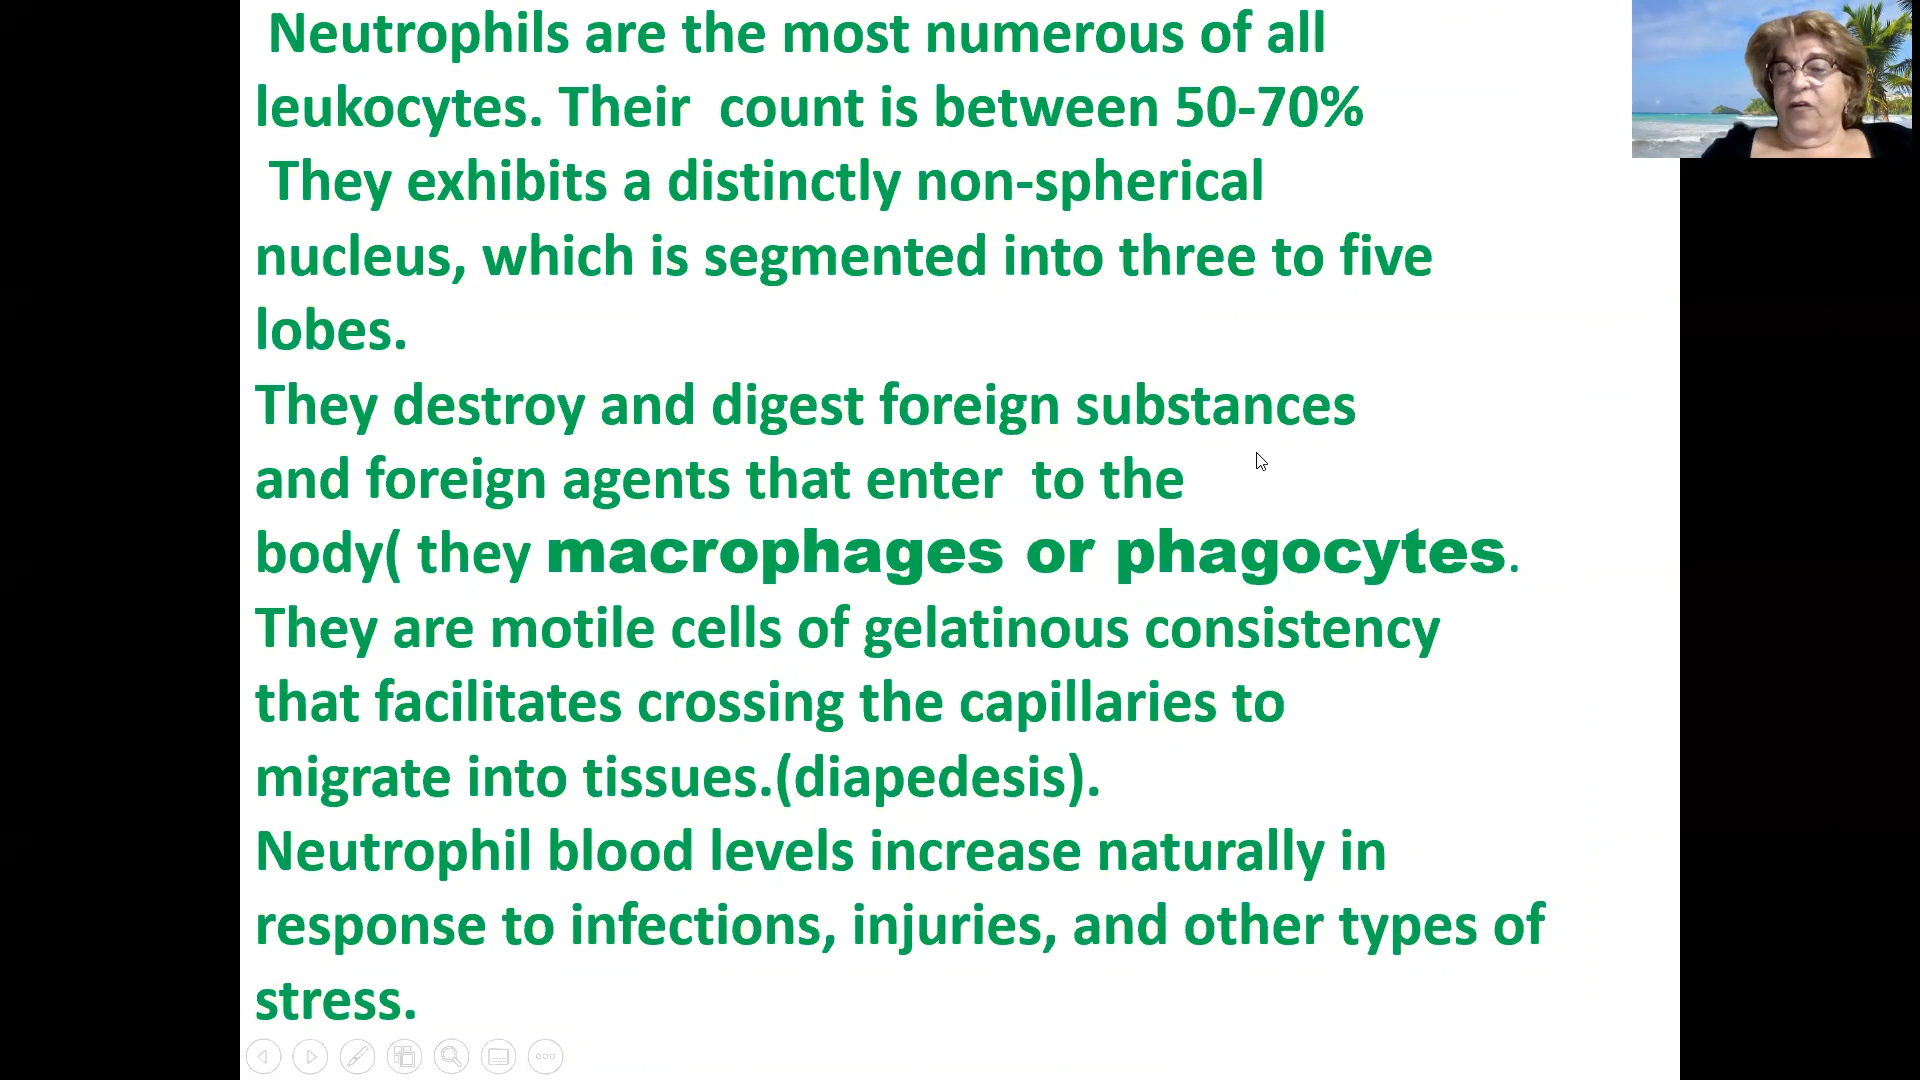 Neutrophils are the most numerous of all
leukocytes. Their count is between 50-70%
They exhibits a distinctly non-spherical
nucleus, which is segmented into three to five
lobes.
They destroy and digest foreign substances
and foreign agents that enter to the
body( they macrophages or phagocytes.
They are motile cells of gelatinous consistency
that facilitates crossing the capillaries to
migrate into tissues.(diapedesis).
Neutrophil blood levels increase naturally in
response to infections, injuries, and other types of
stress.